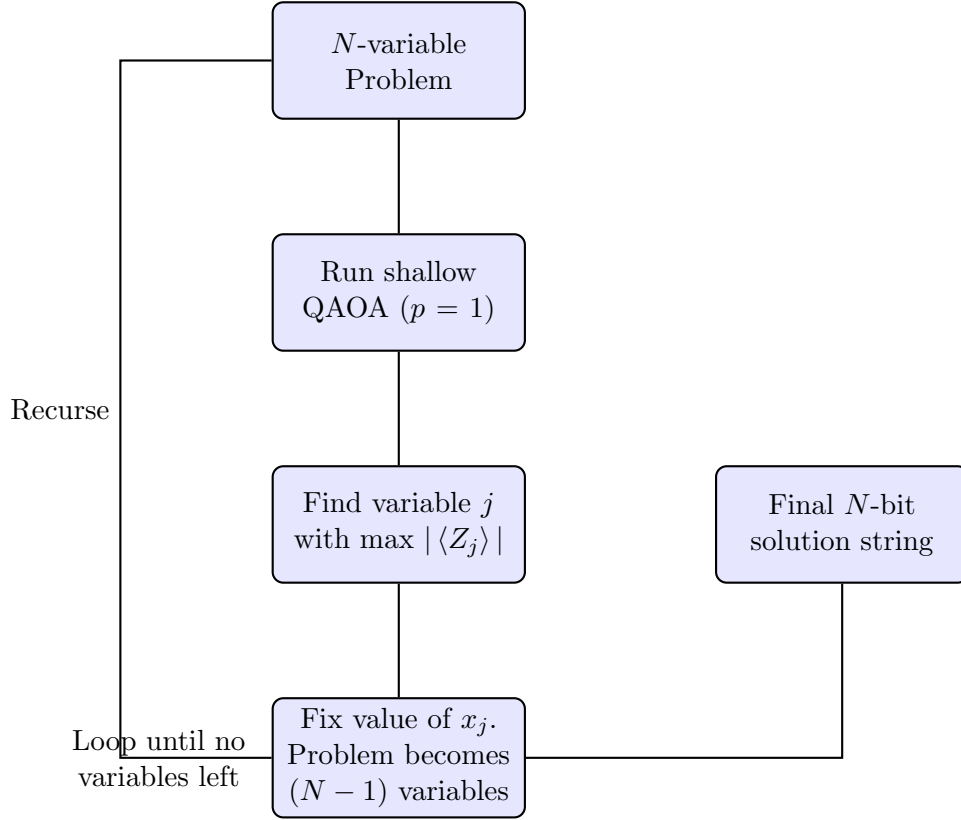 N-variable
Problem
Run shallow
QAOA (p = 1)
Recurse
Find variable j
with max | ⟨Z_j⟩ |
Final N-bit
solution string
Loop until no
variables left
Fix value of x_j.
Problem becomes
(N − 1) variables